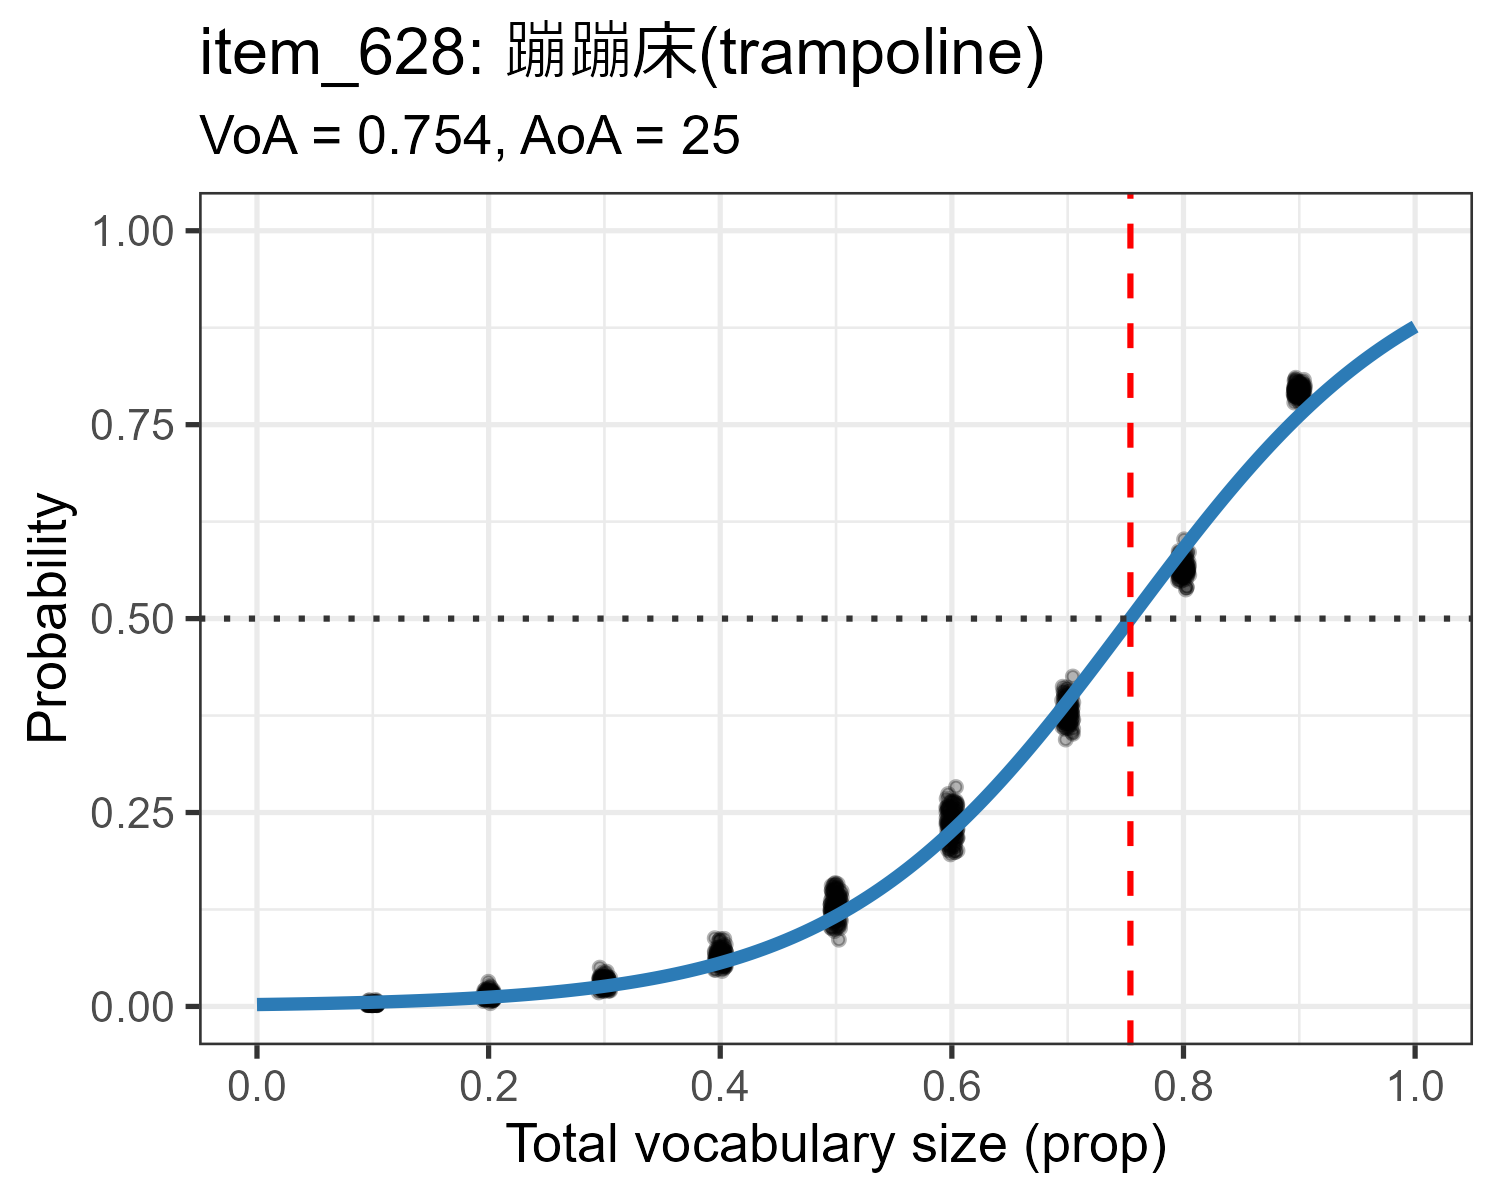 item_628: 蹦蹦床(trampoline)
VoA = 0.754, AoA = 25
1.00
0.75
0.50
0.25
0.00
Probability
0.0 0.2 0.4 0.6 0.8 1.0
Total vocabulary size (prop)